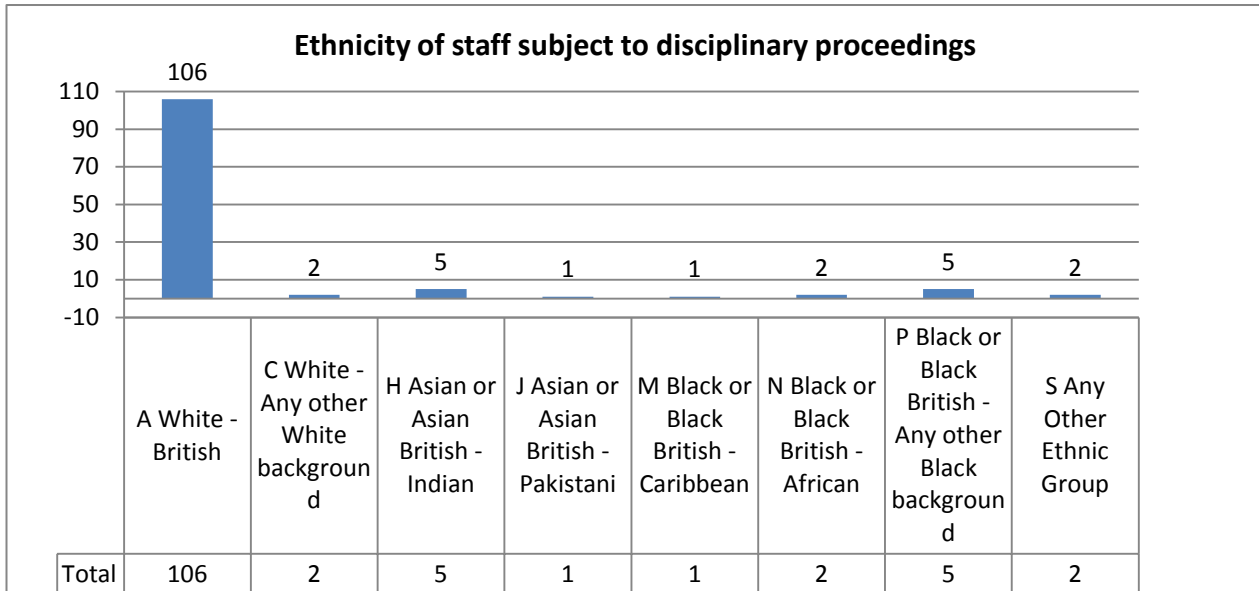 Ethnicity of staff subject to disciplinary proceedings
106
110
90
70
50
30
10
-10
2
5
1
1
2
5
2
A White -
British
C White -
Any other
White
backgroun
d
H Asian or
Asian
British -
Indian
J Asian or
Asian
British -
Pakistani
M Black or
Black
British -
Caribbean
N Black or
Black
British -
African
P Black or
Black
British -
Any other
Black
backgroun
d
S Any
Other
Ethnic
Group
Total 106 2 5 1 1 2 5 2